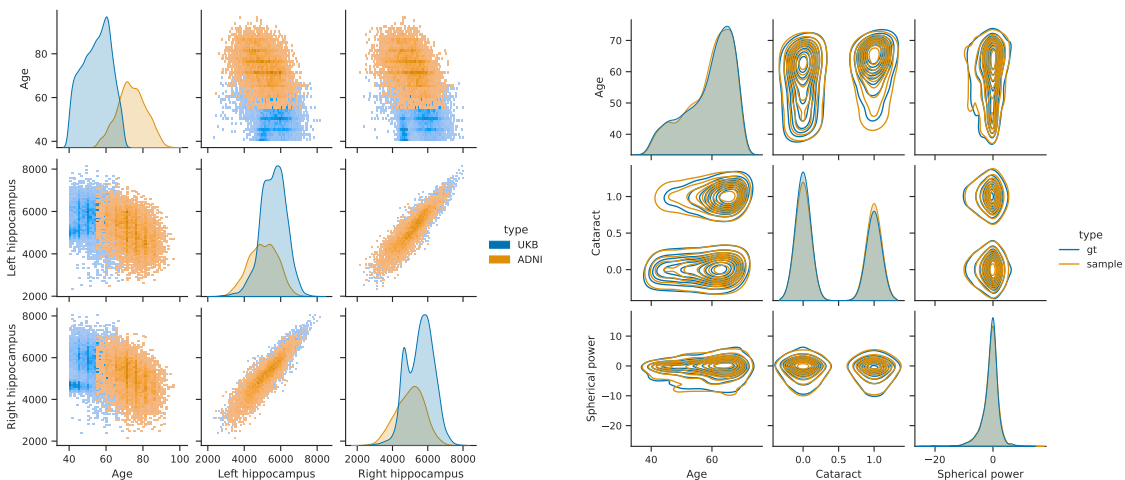 Age
80
60
40
Left hippocampus
8000
6000
4000
2000
Right hippocampus
8000
6000
4000
2000
40 60 80 100
Age
2000 4000 6000 8000
Left hippocampus
2000 4000 6000 8000
Right hippocampus
type
UKB
ADNI
Age
70
60
50
40
Cataract
1.0
0.5
0.0
Spherical power
10
0
−10
−20
40 60
Age
0.0 0.5 1.0
Cataract
−20 0
Spherical power
type
gt
sample